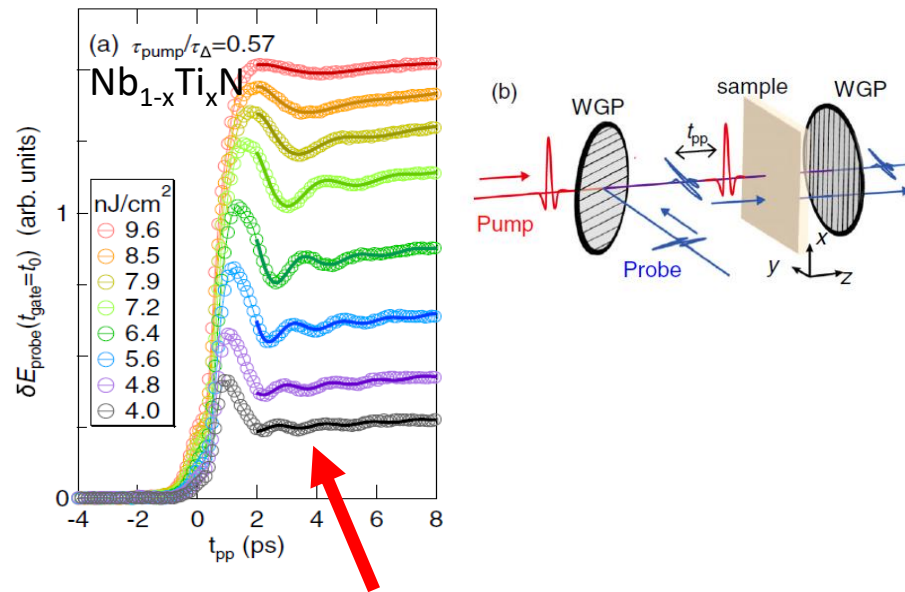 (a) τpump/τΔ=0.57
Nb1-xTixN
δEprobe(tgate=t0) (arb. units)
1
0
nJ/cm2
9.6
8.5
7.9
7.2
6.4
5.6
4.8
4.0
-4 -2 0 2 4 6 8
tpp (ps)
(b)
WGP
sample
WGP
tpp
Pump
Probe
x
y
z